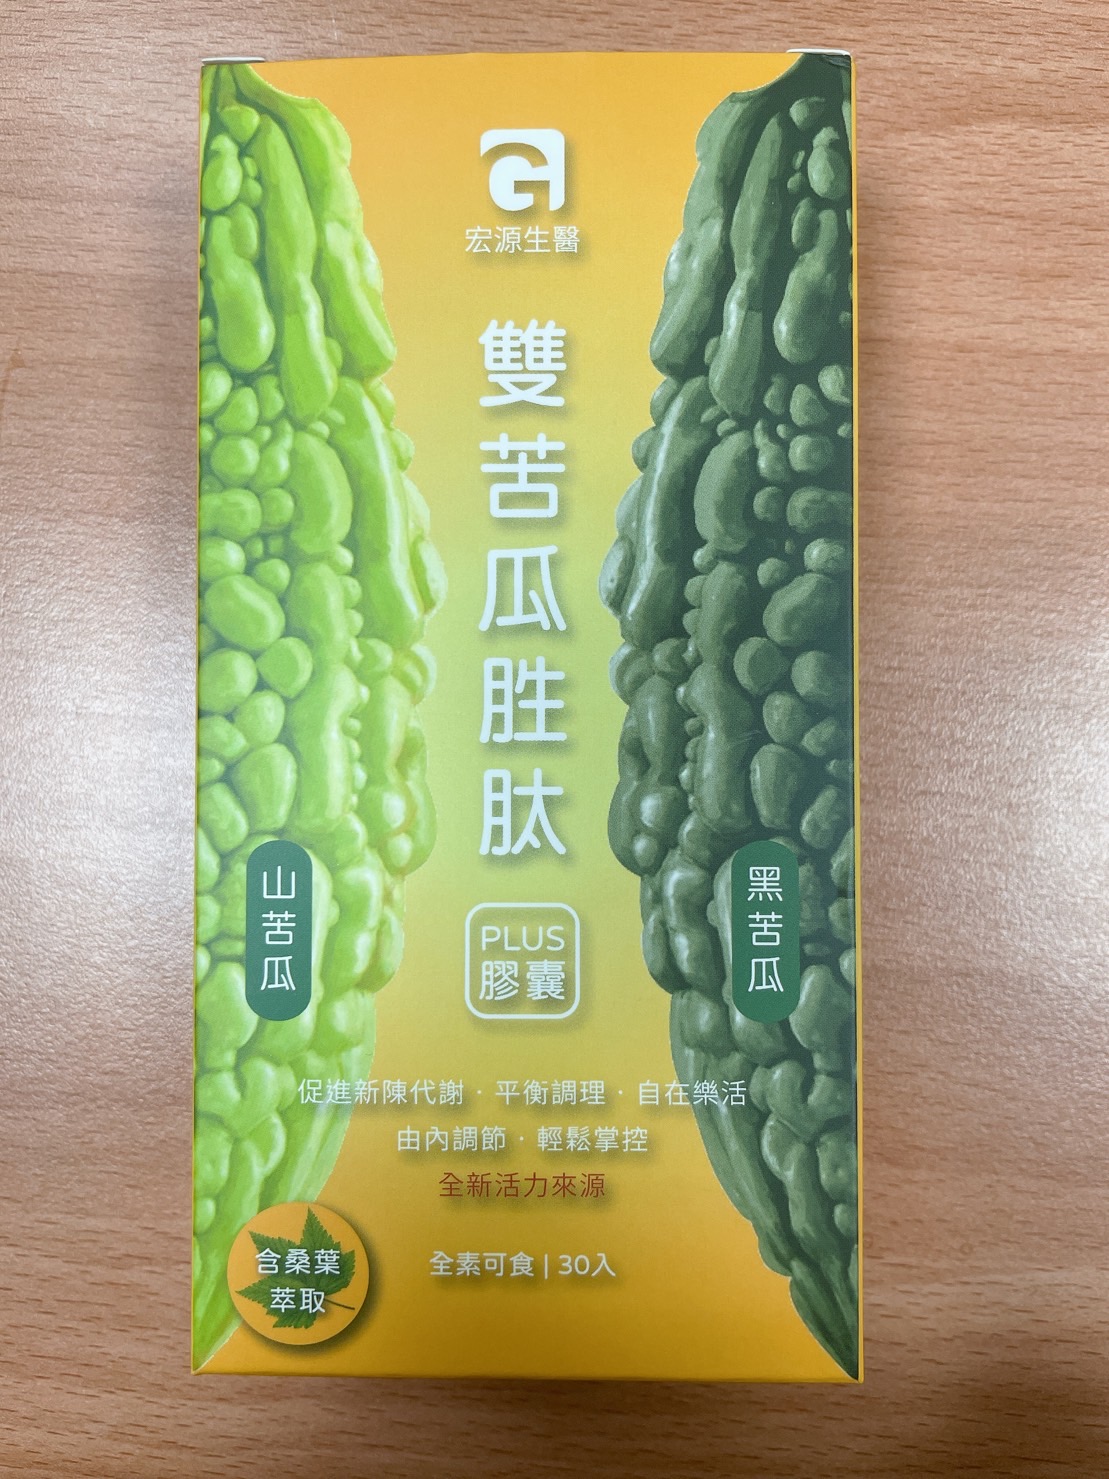 宏源生醫
雙苦瓜胜肽
PLUS
膠囊
山苦瓜
黑苦瓜
促進新陳代謝・平衡調理・自在樂活
由內調節・輕鬆掌控
全新活力來源
全素可食 | 30入
含桑葉
萃取